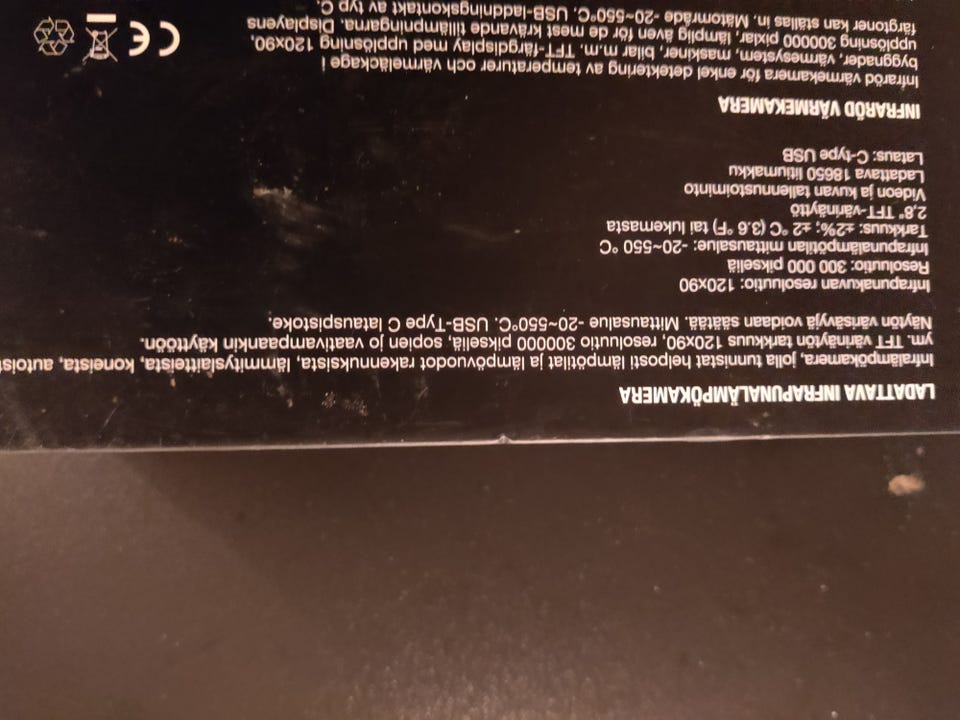 LADATTAVA INFRAPUNALÄMPÖKAMERA
Infralämpökamera, jolla tunnistat helposti lämpötilat ja lämpövuodot rakennuksista, lämmityslaitteista, koneista, autoista
ym. TFT värinäytön tarkkuus 120x90, resoluutio 300000 pikseliä, sopien jo vaativampaankin käyttöön.
Näytön värisävyjä voidaan säätää. Mittausalue -20~550°C. USB-Type C latauspistoke.
Infrapunakuvan resoluutio: 120x90
Resoluutio: 300 000 pikseliä
Infrapunalämpötilan mittausalue: -20~550 °C
Tarkkuus: ±2%; ±2 °C (3.6 °F) tai lukemasta
2,8" TFT-värinäyttö
Videon ja kuvan tallennustoiminto
Ladattava 18650 litiumakku
Lataus: C-type USB
INFRARÖD VÄRMEKAMERA
Infraröd värmekamera för enkel detektering av temperaturer och värmeläckage i
byggnader, värmesystem, maskiner, bilar m.m. TFT-färgdisplay med upplösning 120x90,
upplösning 300000 pixlar, lämplig även för de mest krävande tillämpningarna. Displayens
färgtoner kan ställas in. Mätområde -20~550°C. USB-laddningskontakt av typ C.
CE